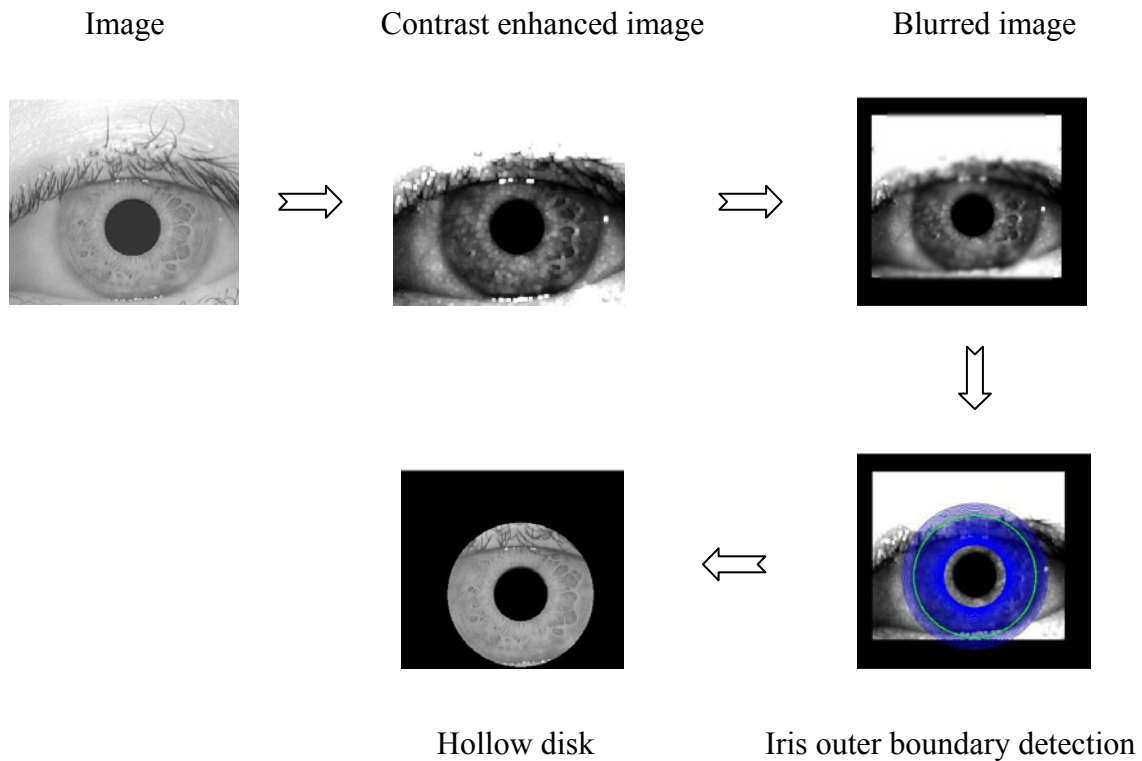 Image
Contrast enhanced image
Blurred image
Hollow disk
Iris outer boundary detection